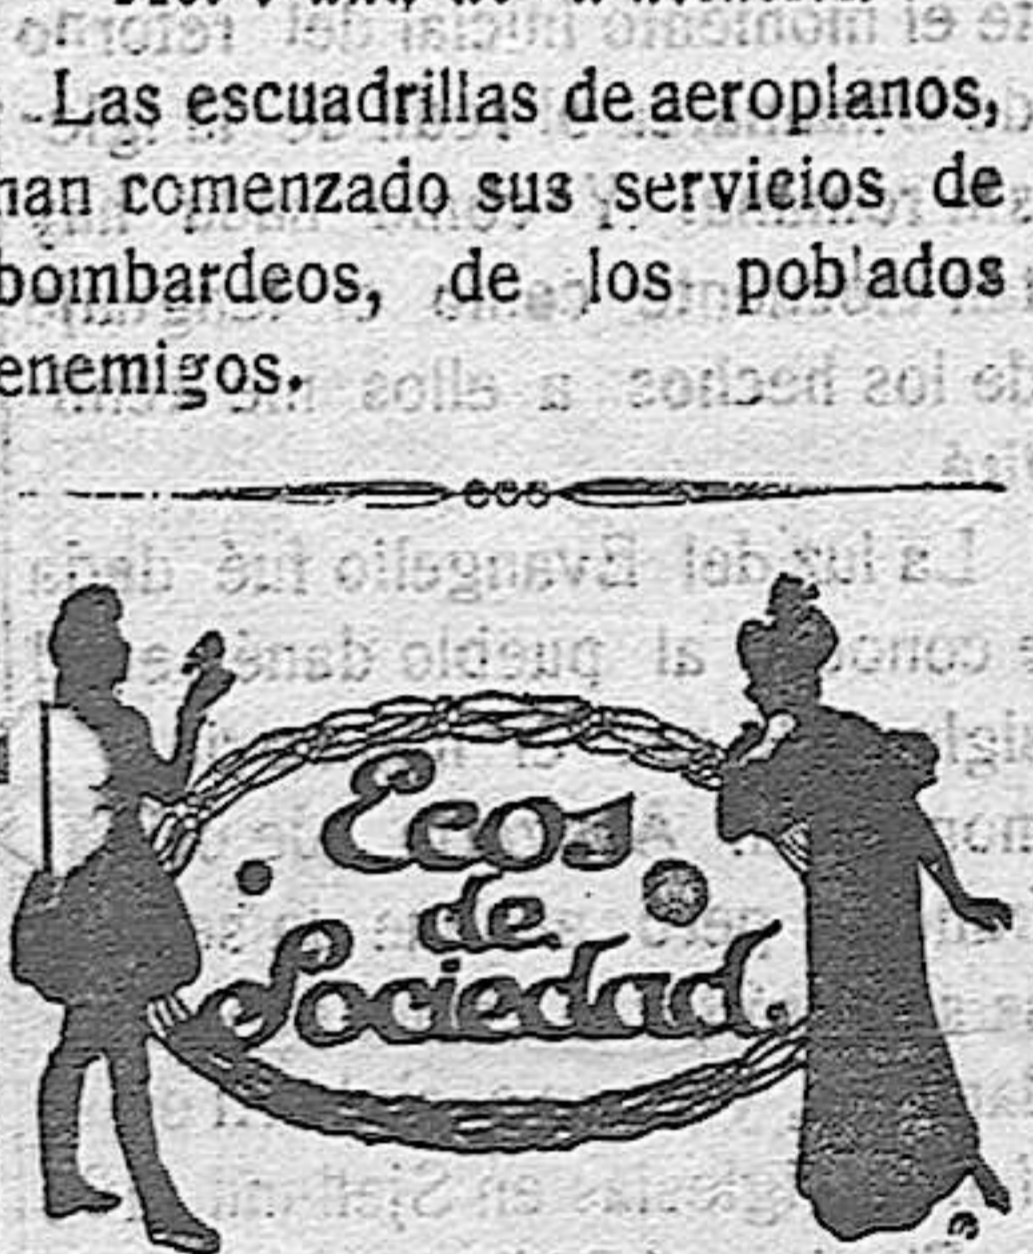 Las escuadrillas de aeroplanos,
han comenzado sus servicios de
bombardeos, de los poblados
enemigos.
Ecos
de
Sociedad.